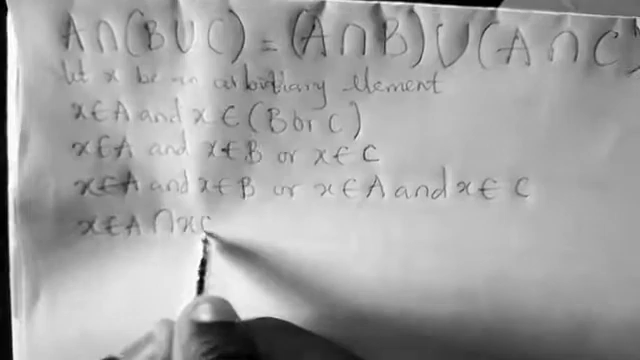 A∩(B∪C) = (A∩B)∪(A∩C)
let x be an arbitrary element
x∈A and x∈(B or C)
x∈A and x∈B or x∈C
x∈A and x∈B or x∈A and x∈C
x∈A∩x